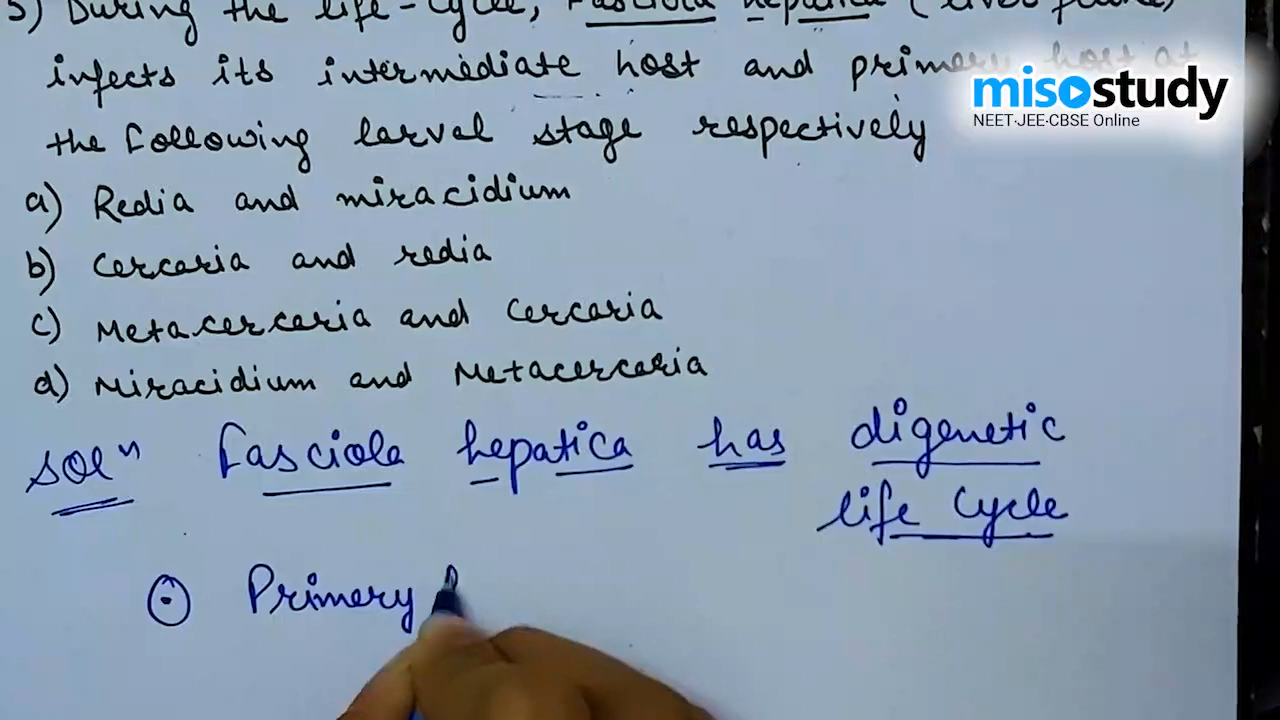 5) During the life-cycle, Fasciola hepatica (liver fluke)
infects its intermediate host and primary host at
the following larval stage respectively
a) Redia and miracidium
b) Cercaria and redia
c) Metacercaria and Cercaria
d) Miracidium and Metacercaria
Soln Fasciola hepatica has digenetic
life Cycle
Primery
misostudy
NEET-JEE-CBSE Online